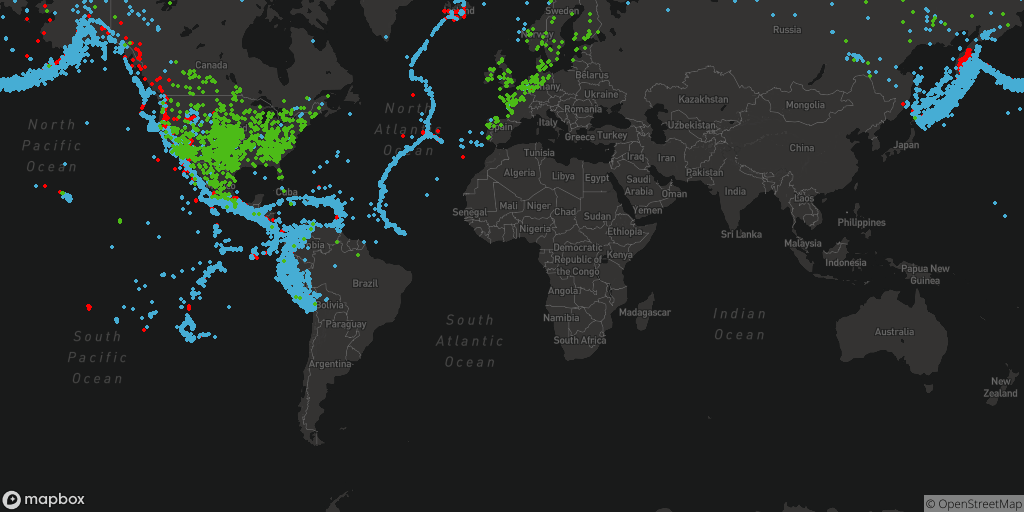 Sweden
Norway
Russia
Canada
Belarus
Ukraine
Kazakhstan
Mongolia
North
Atlantic
Ocean
Romania
North
Pacific
Ocean
Spain
Italy
Greece
Turkey
Uzbekistan
China
Japan
Tunisia
Iraq
Iran
Pakistan
Algeria
Libya
Egypt
Saudi
Arabia
Oman
India
Laos
Cuba
Senegal
Mali
Niger
Chad
Sudan
Yemen
Philippines
Nigeria
Ethiopia
Sri Lanka
Malaysia
Democratic
Republic of
the Congo
Kenya
Indonesia
Papua New
Guinea
Brazil
Angola
Bolivia
Madagascar
Namibia
Paraguay
South
Pacific
Ocean
South
Atlantic
Ocean
Indian
Ocean
South Africa
Australia
Argentina
New
Zealand
mapbox
© OpenStreetMap